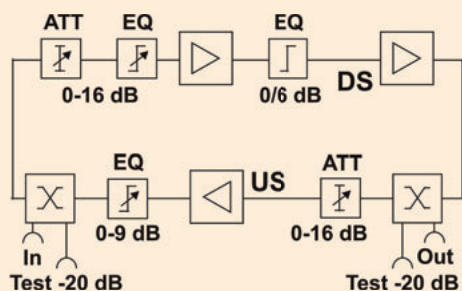 ATT EQ EQ
0-16 dB 0/6 dB DS
EQ US ATT
0-9 dB 0-16 dB
In Out
Test -20 dB Test -20 dB